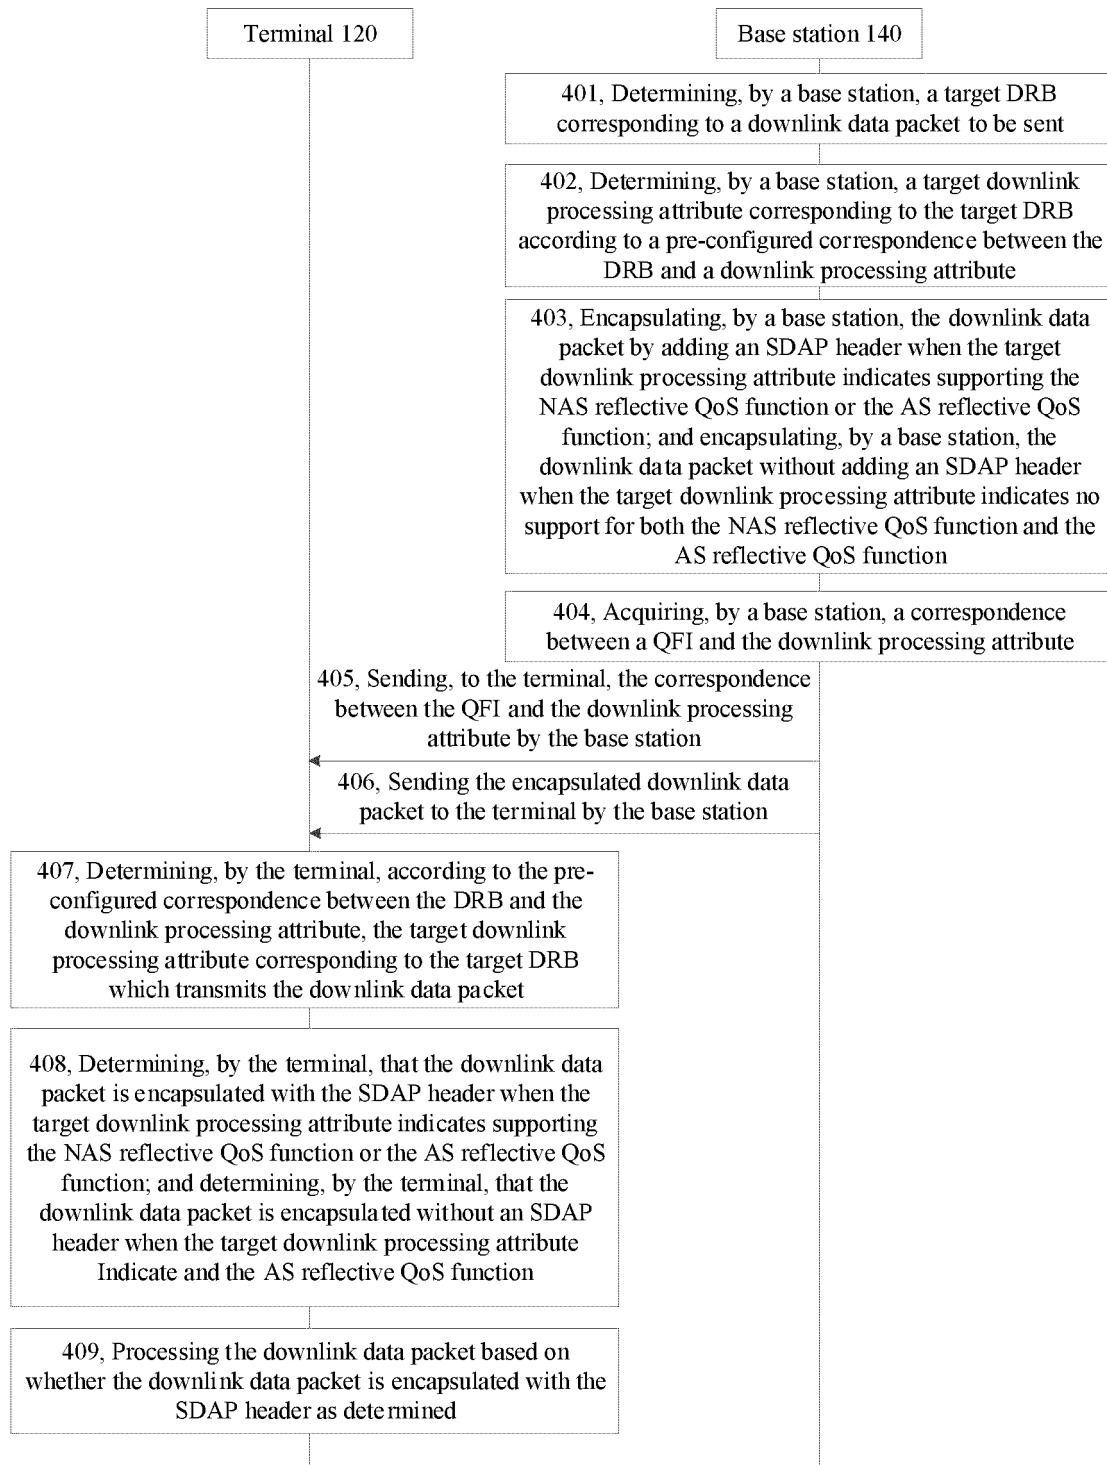 Terminal 120
Base station 140
401, Determining, by a base station, a target DRB
corresponding to a downlink data packet to be sent
402, Determining, by a base station, a target downlink
processing attribute corresponding to the target DRB
according to a pre-configured correspondence between the
DRB and a downlink processing attribute
403, Encapsulating, by a base station, the downlink data
packet by adding an SDAP header when the target
downlink processing attribute indicates supporting the
NAS reflective QoS function or the AS reflective QoS
function; and encapsulating, by a base station, the
downlink data packet without adding an SDAP header
when the target downlink processing attribute indicates no
support for both the NAS reflective QoS function and the
AS reflective QoS function
404, Acquiring, by a base station, a correspondence
between a QFI and the downlink processing attribute
405, Sending, to the terminal, the correspondence
between the QFI and the downlink processing
attribute by the base station
406, Sending the encapsulated downlink data
packet to the terminal by the base station
407, Determining, by the terminal, according to the pre-
configured correspondence between the DRB and the
downlink processing attribute, the target downlink
processing attribute corresponding to the target DRB
which transmits the downlink data packet
408, Determining, by the terminal, that the downlink data
packet is encapsulated with the SDAP header when the
target downlink processing attribute indicates supporting
the NAS reflective QoS function or the AS reflective QoS
function; and determining, by the terminal, that the
downlink data packet is encapsulated without an SDAP
header when the target downlink processing attribute
Indicate and the AS reflective QoS function
409, Processing the downlink data packet based on
whether the downlink data packet is encapsulated with the
SDAP header as determined